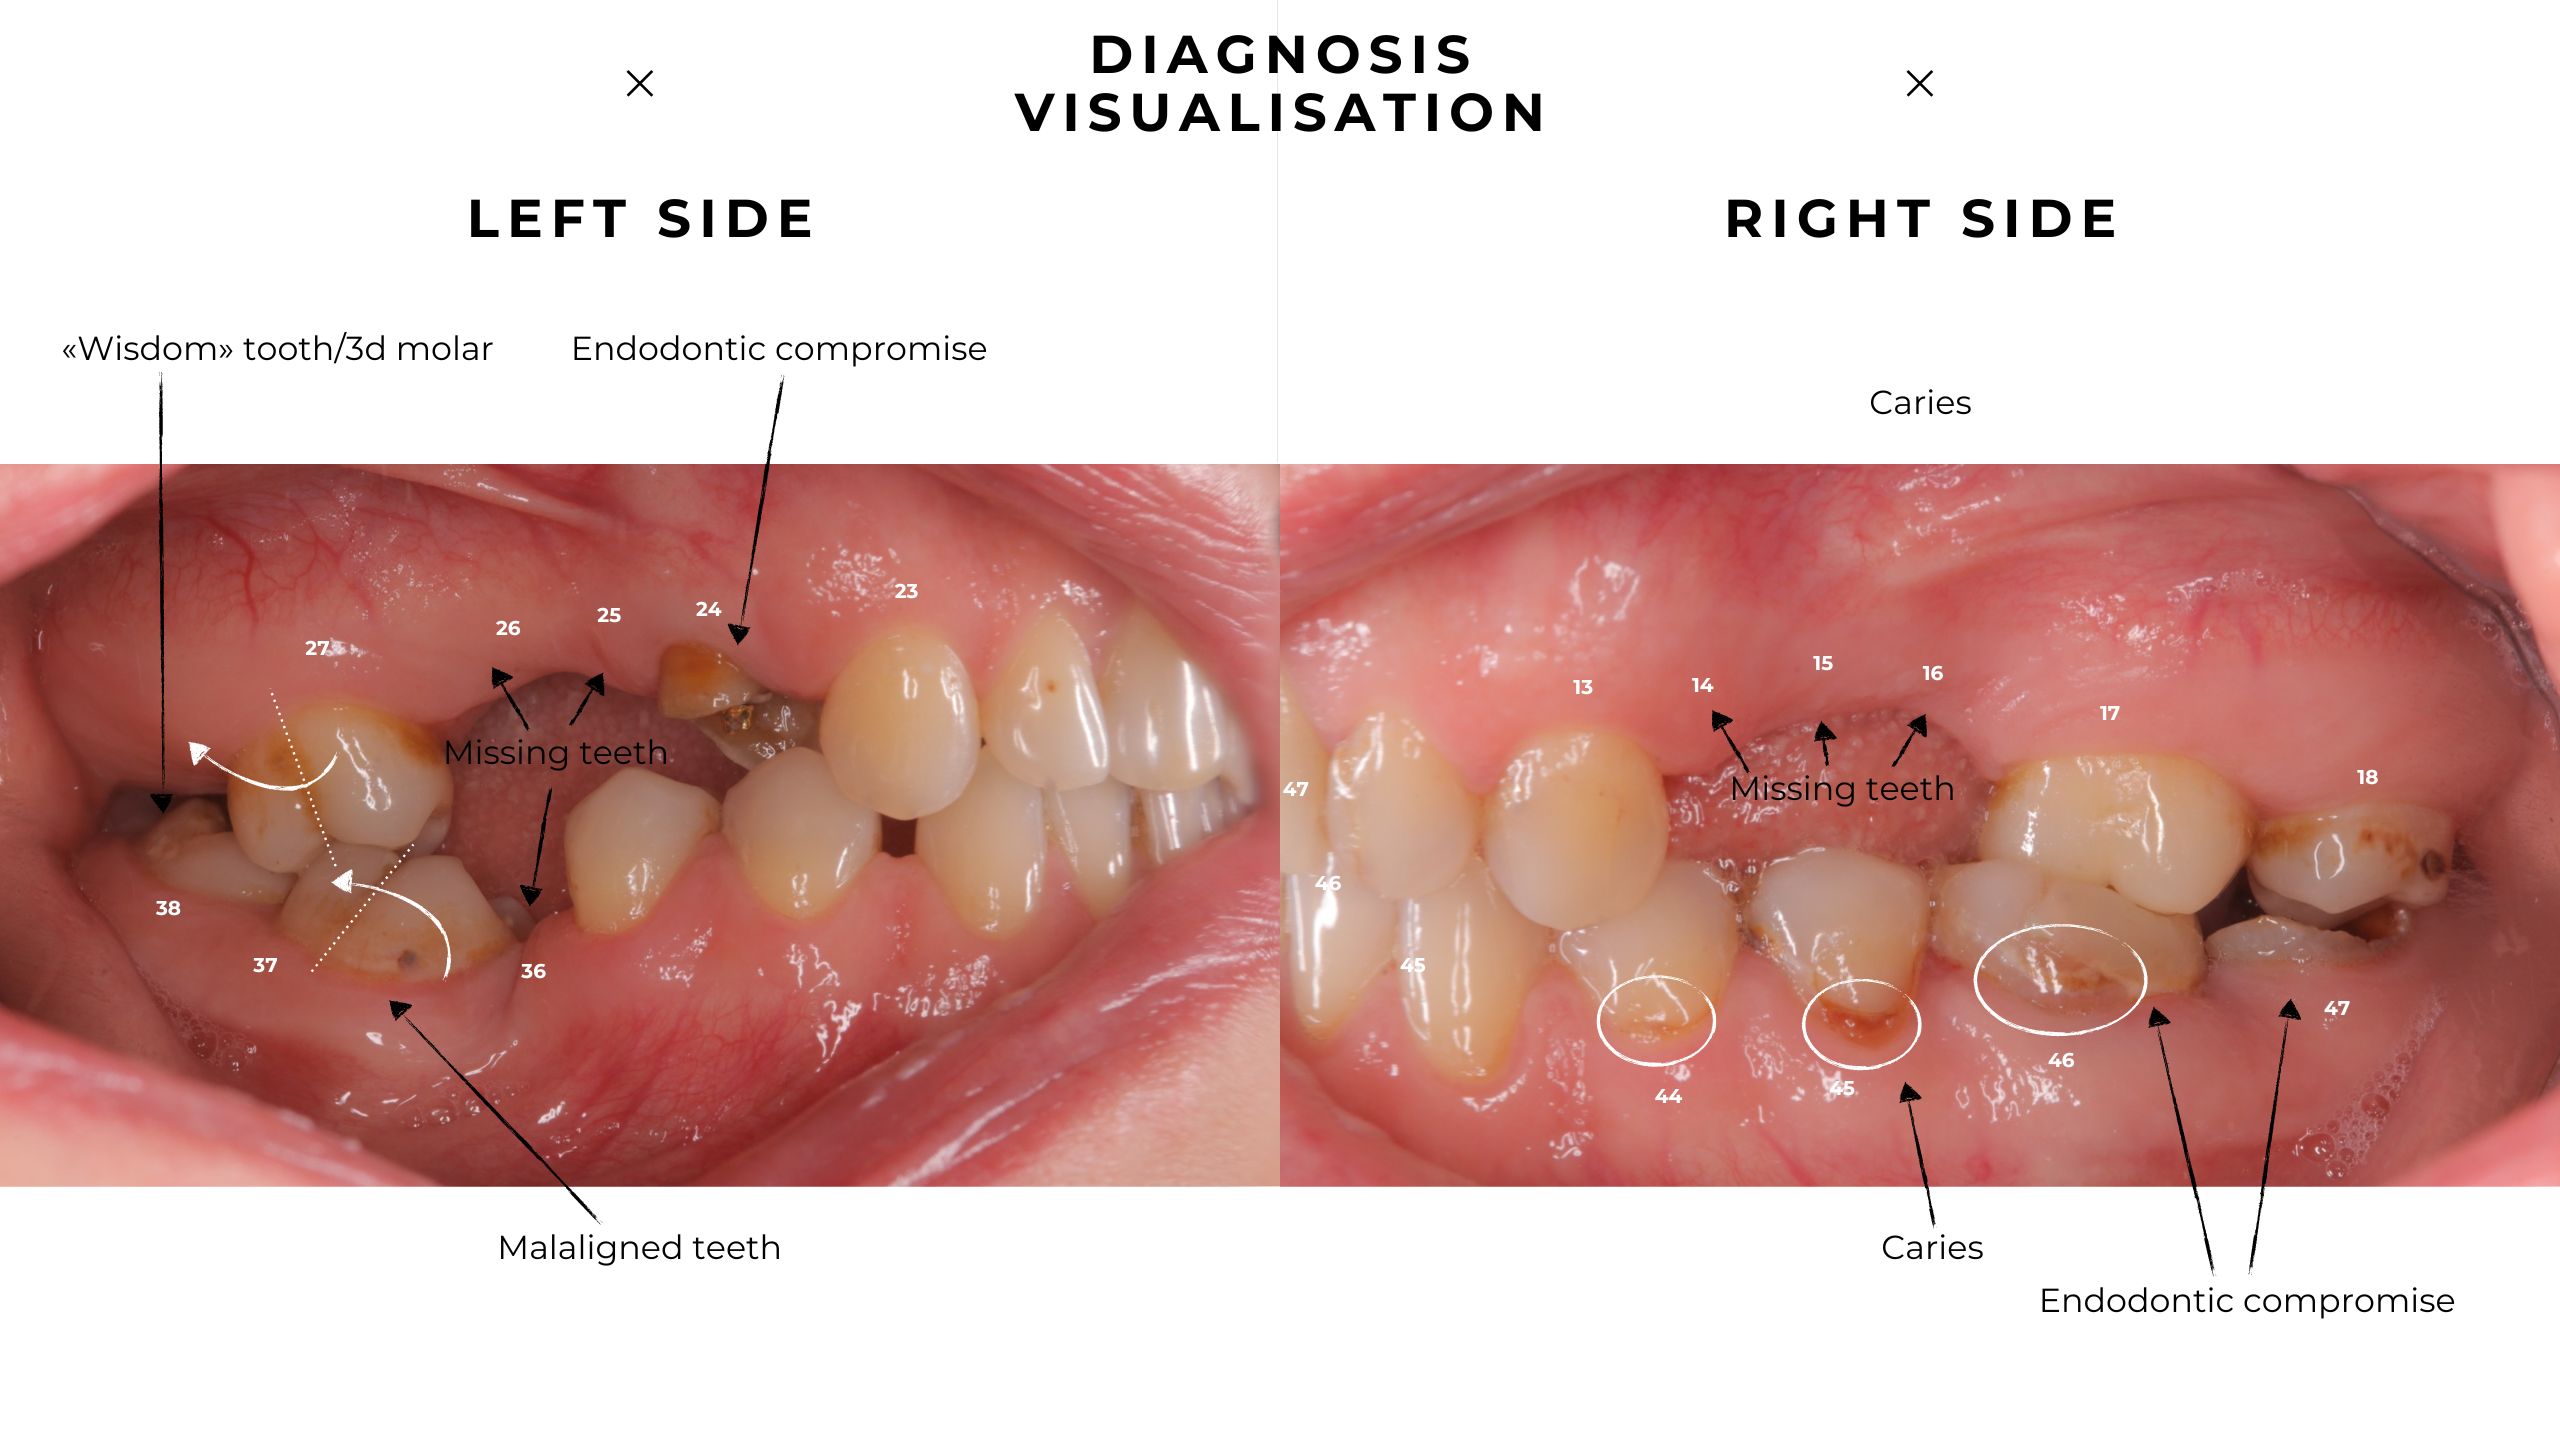 DIAGNOSIS
VISUALISATION
LEFT SIDE
«Wisdom» tooth/3d molar
Endodontic compromise
23
24
25
26
27
Missing teeth
38
37
36
Malaligned teeth
RIGHT SIDE
Caries
13
14
15
16
17
18
Missing teeth
47
46
45
44
45
46
47
Caries
Endodontic compromise